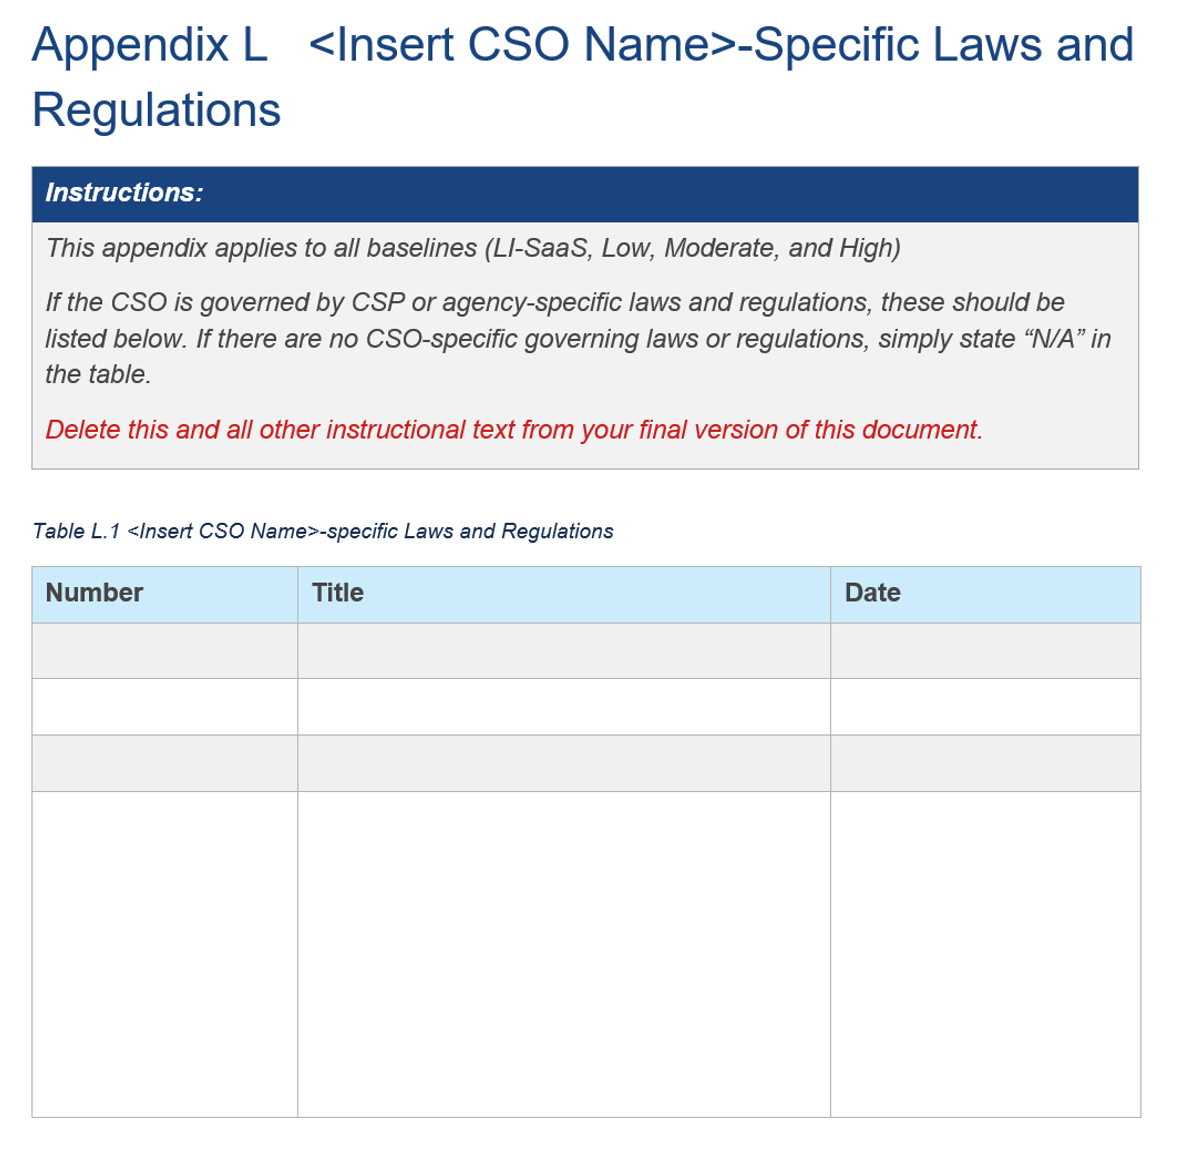 Appendix L <Insert CSO Name>-Specific Laws and
Regulations
Instructions:
This appendix applies to all baselines (LI-SaaS, Low, Moderate, and High)
If the CSO is governed by CSP or agency-specific laws and regulations, these should be
listed below. If there are no CSO-specific governing laws or regulations, simply state “N/A” in
the table.
Delete this and all other instructional text from your final version of this document.
Table L.1 <Insert CSO Name>-specific Laws and Regulations
Number Title Date